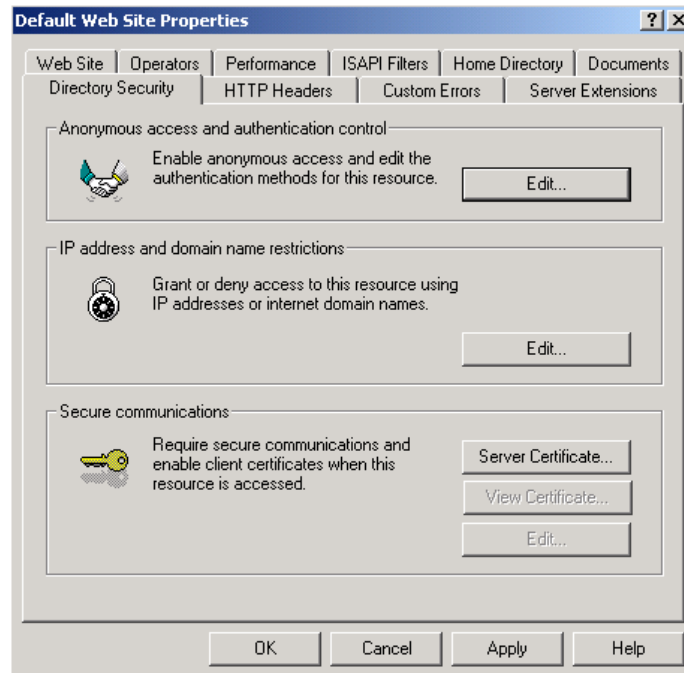 Default Web Site Properties
Web Site Operators Performance ISAPI Filters Home Directory Documents
Directory Security HTTP Headers Custom Errors Server Extensions
Anonymous access and authentication control
Enable anonymous access and edit the
authentication methods for this resource.
Edit...
IP address and domain name restrictions
Grant or deny access to this resource using
IP addresses or internet domain names.
Edit...
Secure communications
Require secure communications and
enable client certificates when this
resource is accessed.
Server Certificate...
View Certificate...
Edit...
OK Cancel Apply Help